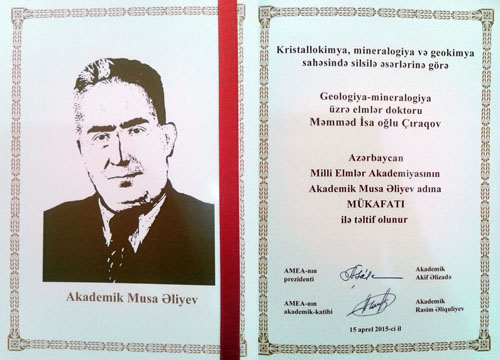 Akademik Musa Əliyev
Kristallokimya, mineralogiya və geokimya
sahəsində silsilə əsərlərinə görə
Geologiya-mineralogiya
üzrə elmlər doktoru
Məmməd İsa oğlu Çıraqov
Azərbaycan
Milli Elmlər Akademiyasının
Akademik Musa Əliyev adına
MÜKAFATI
ilə təltif olunur
AMEA-nın
prezidenti
Akademik
Akif Əlizadə
AMEA-nın
akademik-katibi
Akademik
Rasim Əliquliyev
15 aprel 2015-ci il